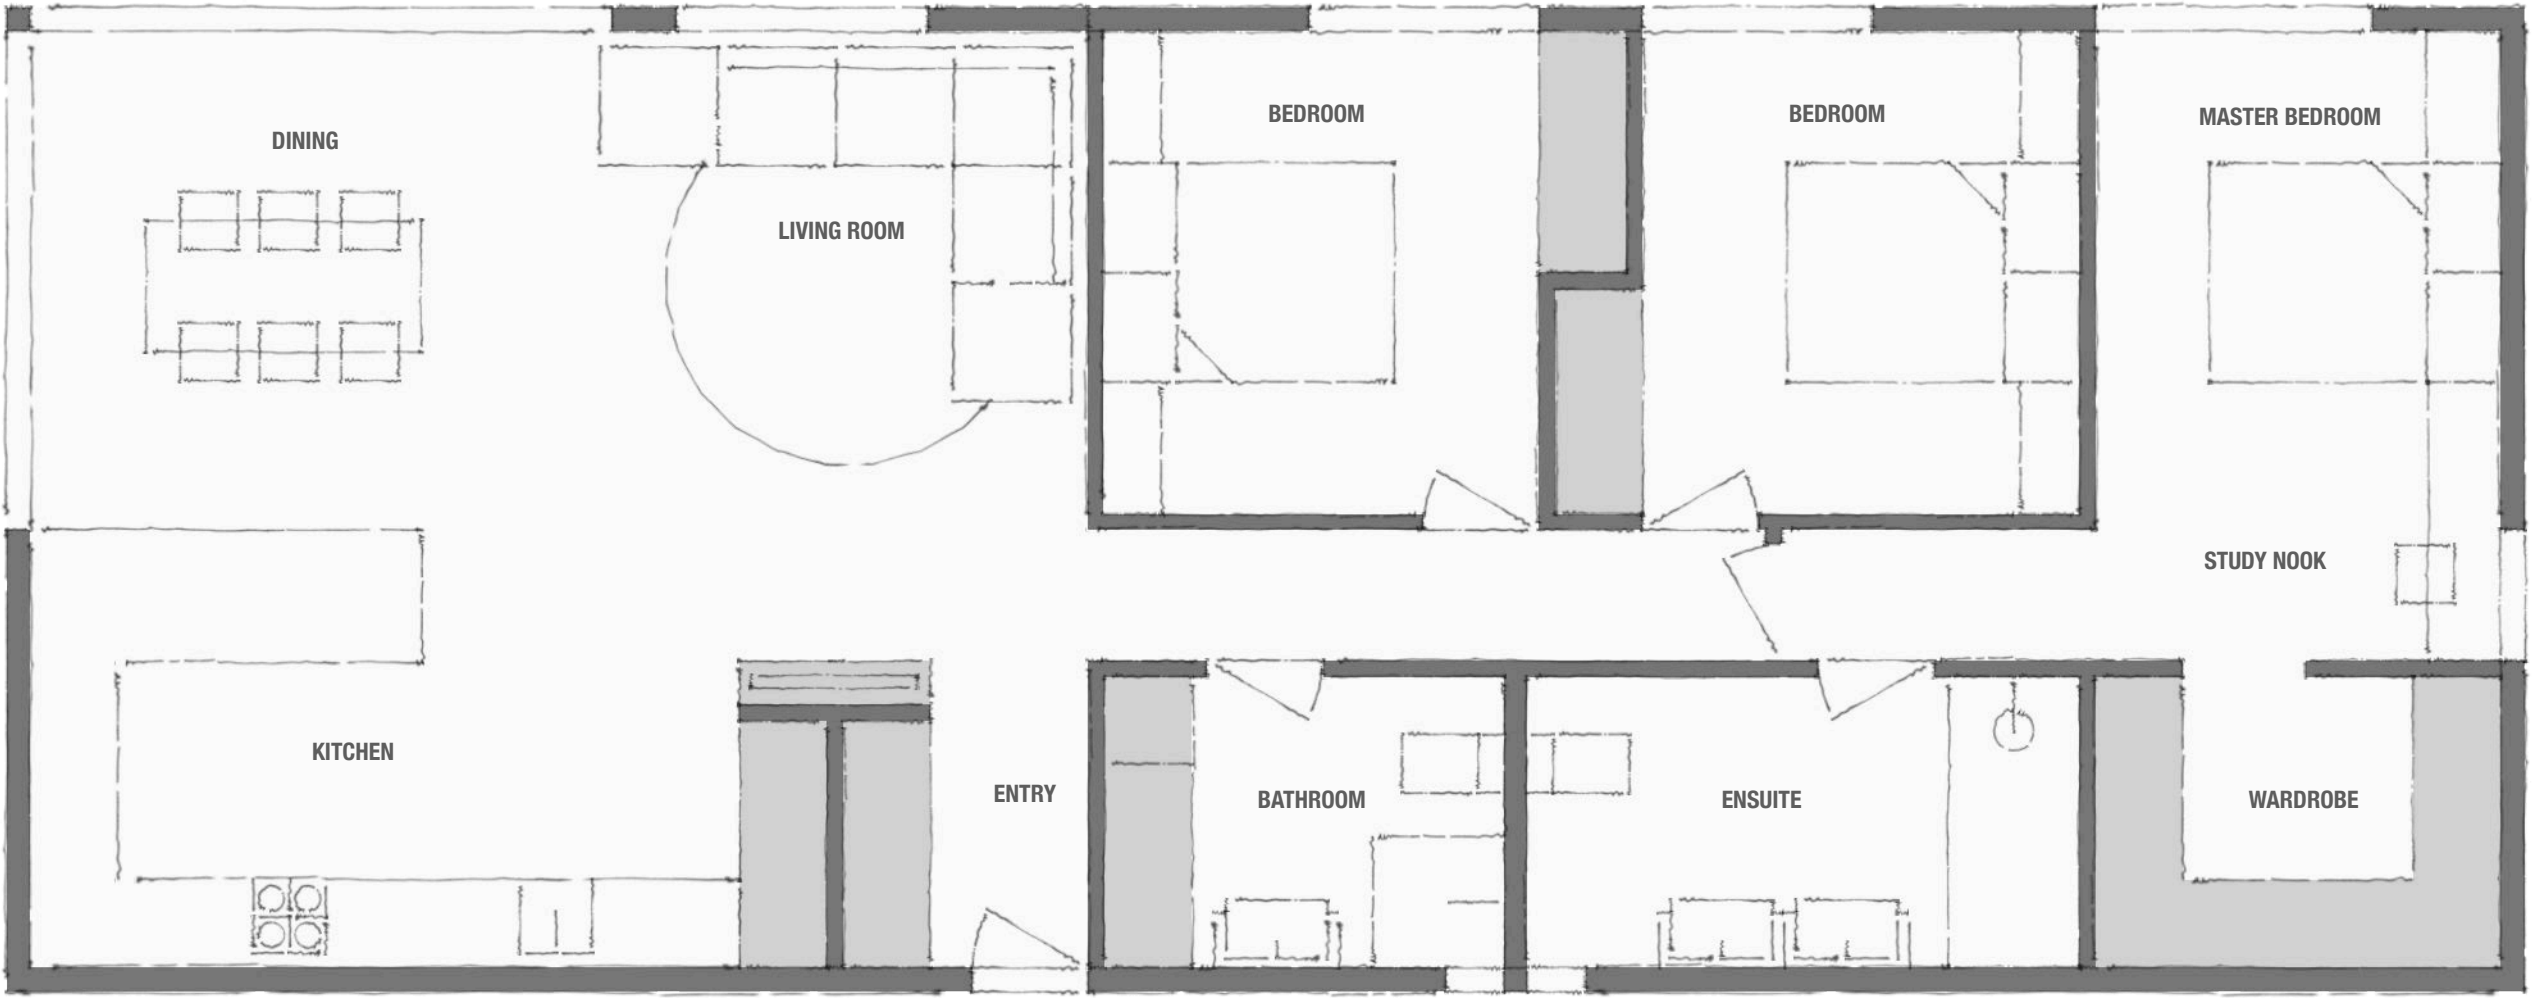 DINING
LIVING ROOM
BEDROOM
BEDROOM
MASTER BEDROOM
STUDY NOOK
KITCHEN
ENTRY
BATHROOM
ENSUITE
WARDROBE